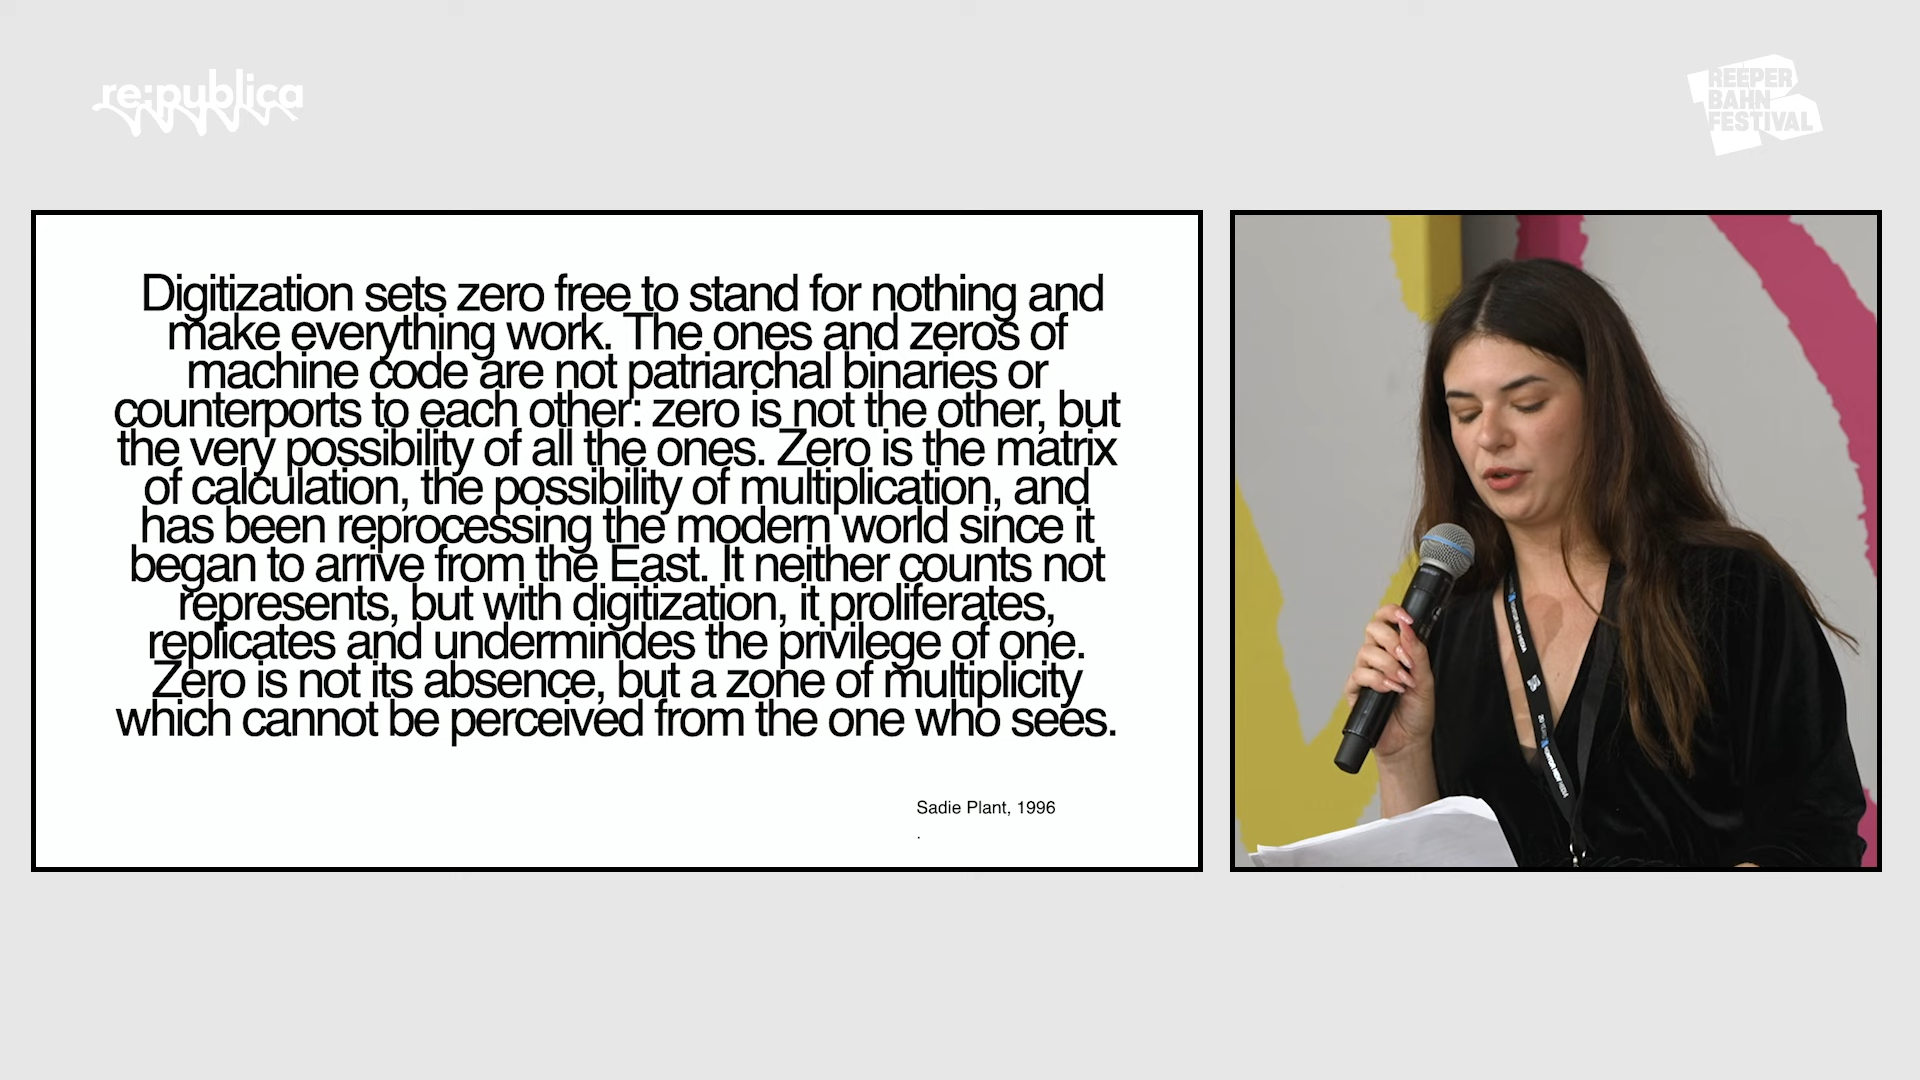 re:publica
REEPER
BAHN
FESTIVAL
Digitization sets zero free to stand for nothing and
make everything work. The ones and zeros of
machine code are not patriarchal binaries or
counterports to each other: zero is not the other, but
the very possibility of all the ones. Zero is the matrix
of calculation, the possibility of multiplication, and
has been reprocessing the modern world since it
began to arrive from the East. It neither counts not
represents, but with digitization, it proliferates,
replicates and undermindes the privilege of one.
Zero is not its absence, but a zone of multiplicity
which cannot be perceived from the one who sees.
Sadie Plant, 1996
.